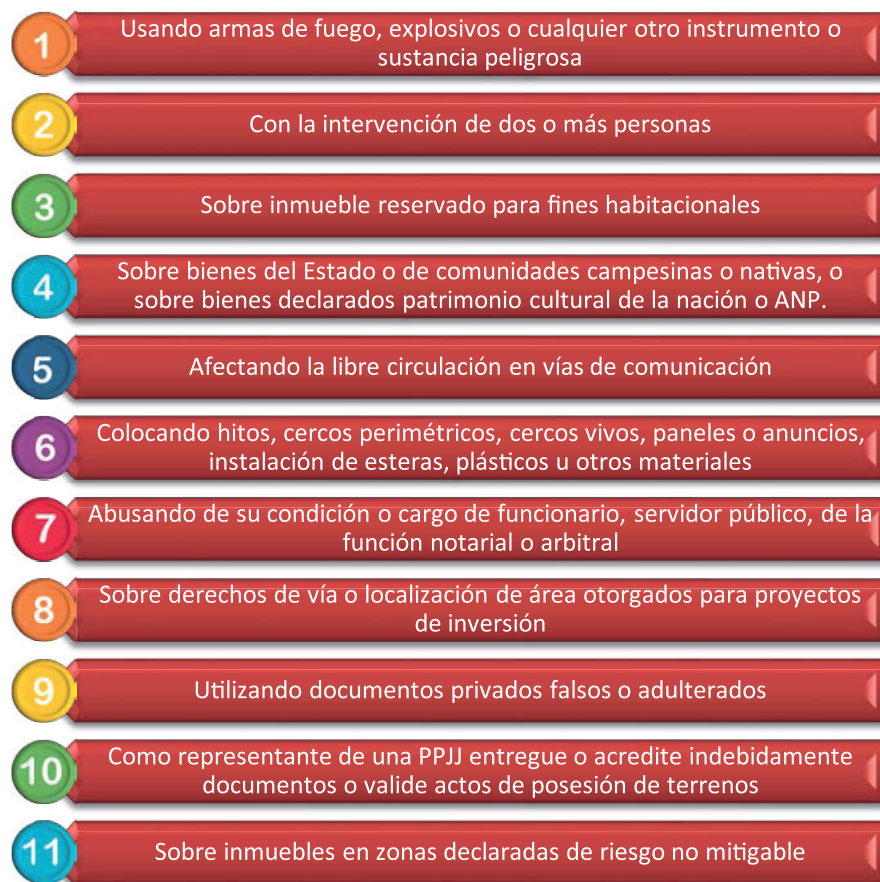 1
Usando armas de fuego, explosivos o cualquier otro instrumento o
sustancia peligrosa
2
Con la intervención de dos o más personas
3
Sobre inmueble reservado para fines habitacionales
4
Sobre bienes del Estado o de comunidades campesinas o nativas, o
sobre bienes declarados patrimonio cultural de la nación o ANP.
5
Afectando la libre circulación en vías de comunicación
6
Colocando hitos, cercos perimétricos, cercos vivos, paneles o anuncios,
instalación de esteras, plásticos u otros materiales
7
Abusando de su condición o cargo de funcionario, servidor público, de la
función notarial o arbitral
8
Sobre derechos de vía o localización de área otorgados para proyectos
de inversión
9
Utilizando documentos privados falsos o adulterados
10
Como representante de una PPJJ entregue o acredite indebidamente
documentos o valide actos de posesión de terrenos
11
Sobre inmuebles en zonas declaradas de riesgo no mitigable